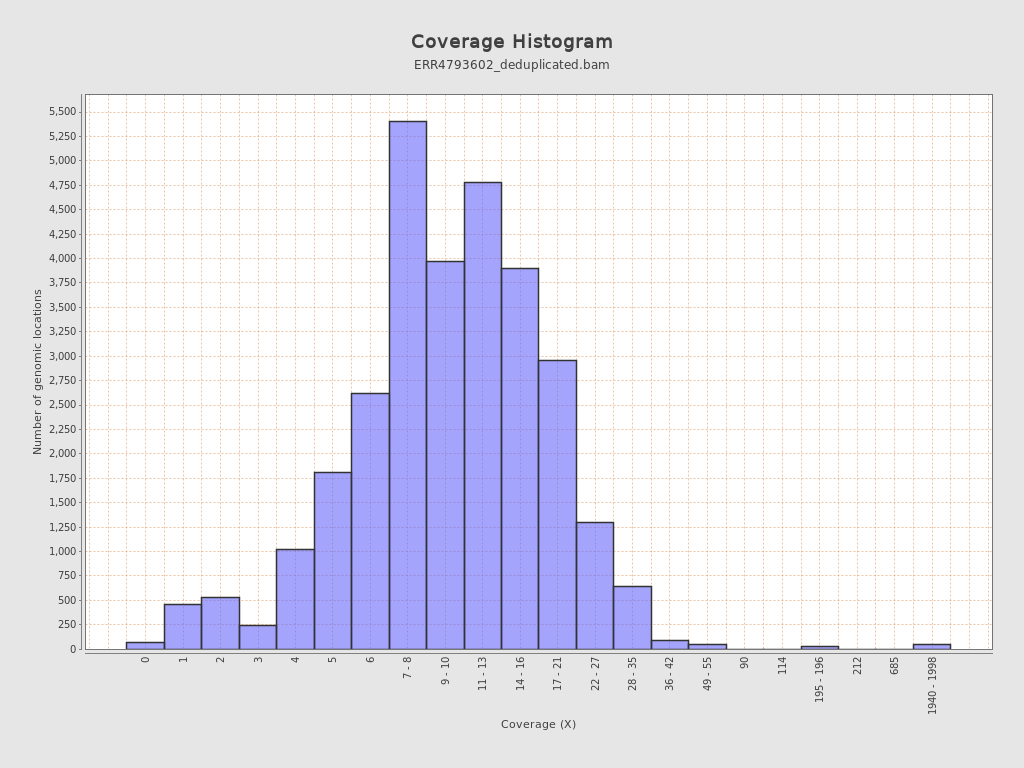 Coverage Histogram
ERR4793602_deduplicated.bam
Number of genomic locations
5,500
5,250
5,000
4,750
4,500
4,250
4,000
3,750
3,500
3,250
3,000
2,750
2,500
2,250
2,000
1,750
1,500
1,250
1,000
750
500
250
0
0
1
2
3
4
5
6
7 - 8
9 - 10
11 - 13
14 - 16
17 - 21
22 - 27
28 - 35
36 - 42
49 - 55
90
114
195 - 196
212
685
1940 - 1998
Coverage (X)